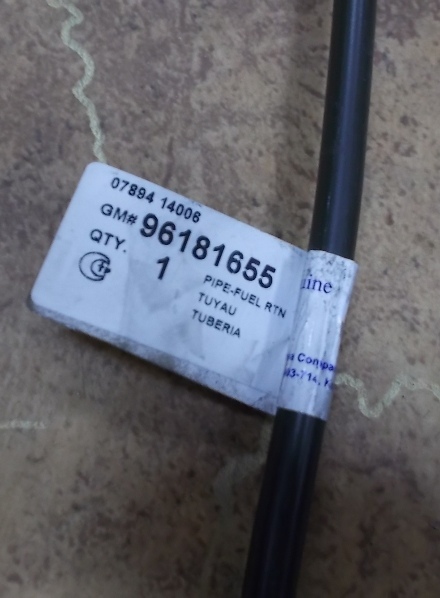 07894 14006
GM# 96181655
QTY. 1
PIPE-FUEL RTN
TUYAU
TUBERIA